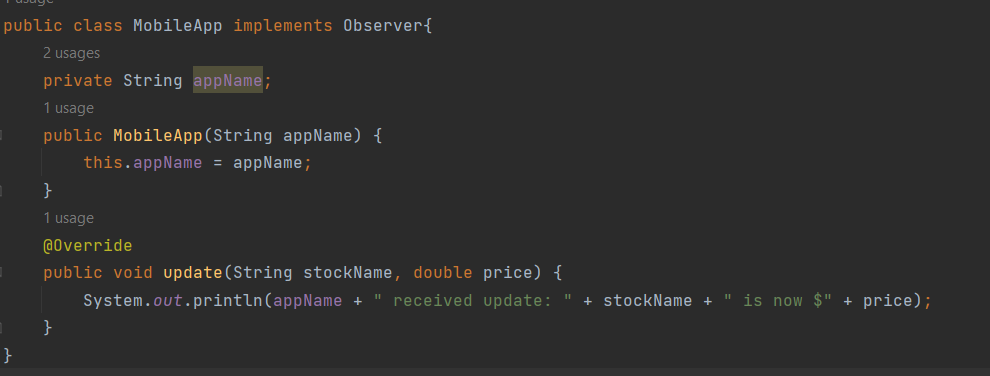 1 usage
public class MobileApp implements Observer{
2 usages
private String appName;
1 usage
public MobileApp(String appName) {
this.appName = appName;
}
1 usage
@Override
public void update(String stockName, double price) {
System.out.println(appName + " received update: " + stockName + " is now $" + price);
}
}